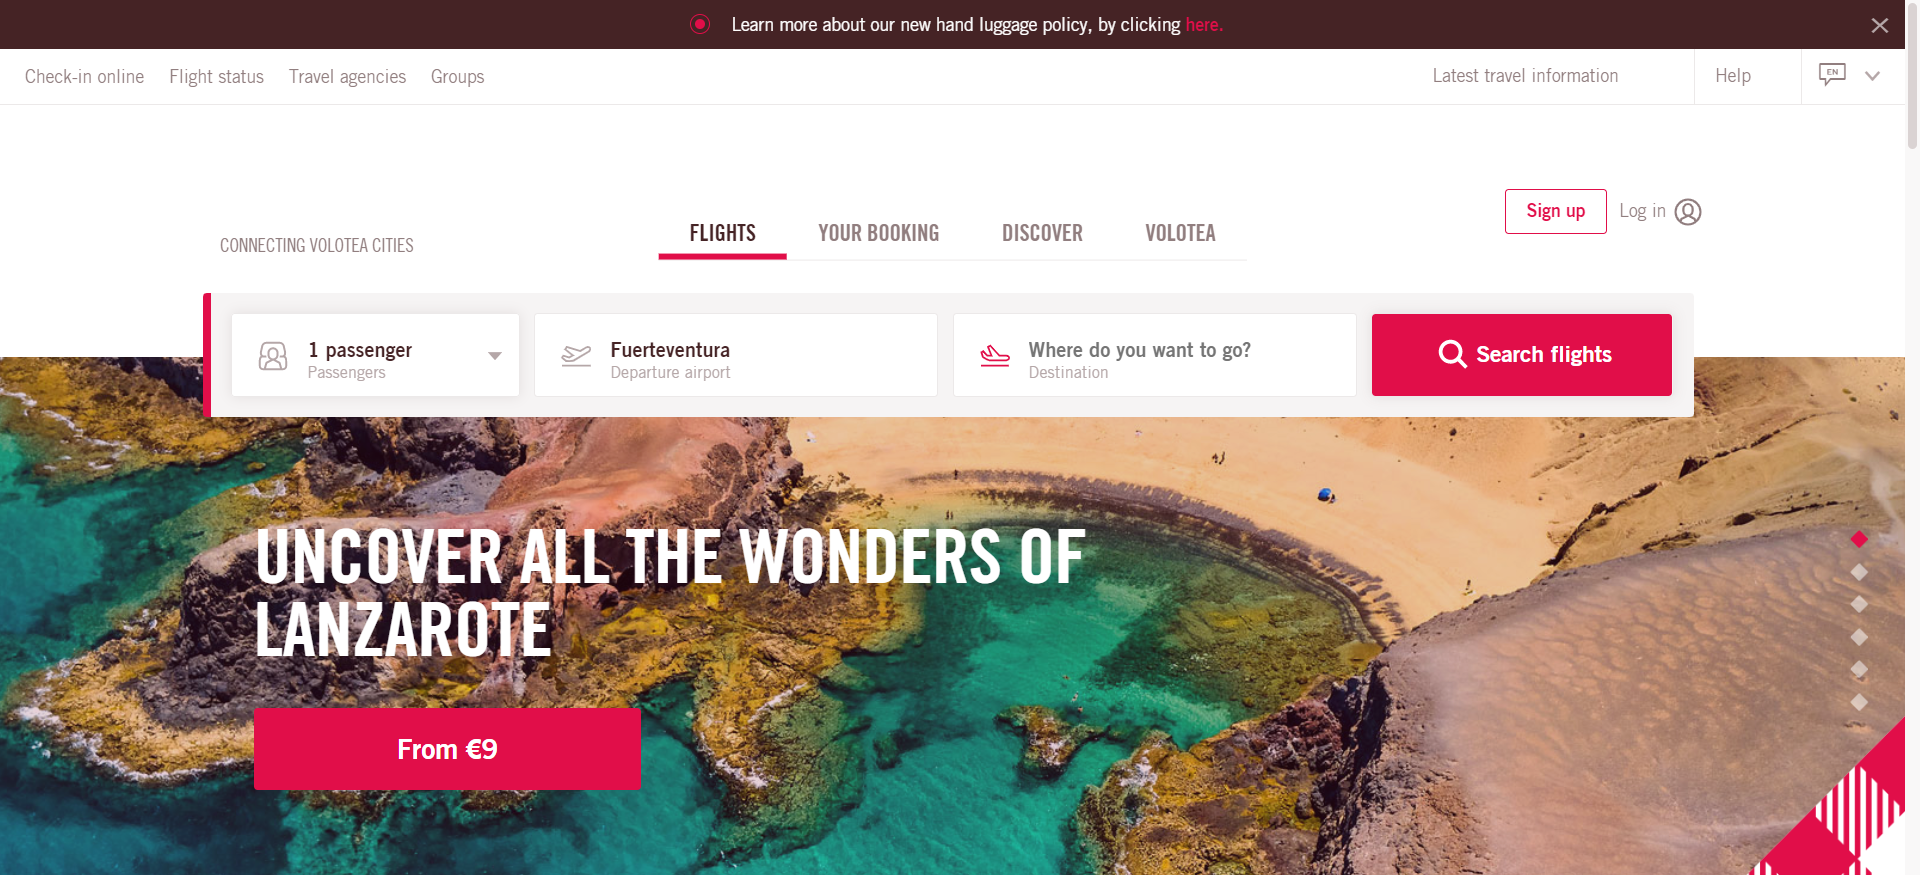 Learn more about our new hand luggage policy, by clicking here.
Check-in online Flight status Travel agencies Groups Latest travel information Help EN
Sign up Log in
CONNECTING VOLOTEA CITIES FLIGHTS YOUR BOOKING DISCOVER VOLOTEA
1 passenger
Passengers
Fuerteventura
Departure airport
Where do you want to go?
Destination
Search flights
UNCOVER ALL THE WONDERS OF
LANZAROTE
From €9